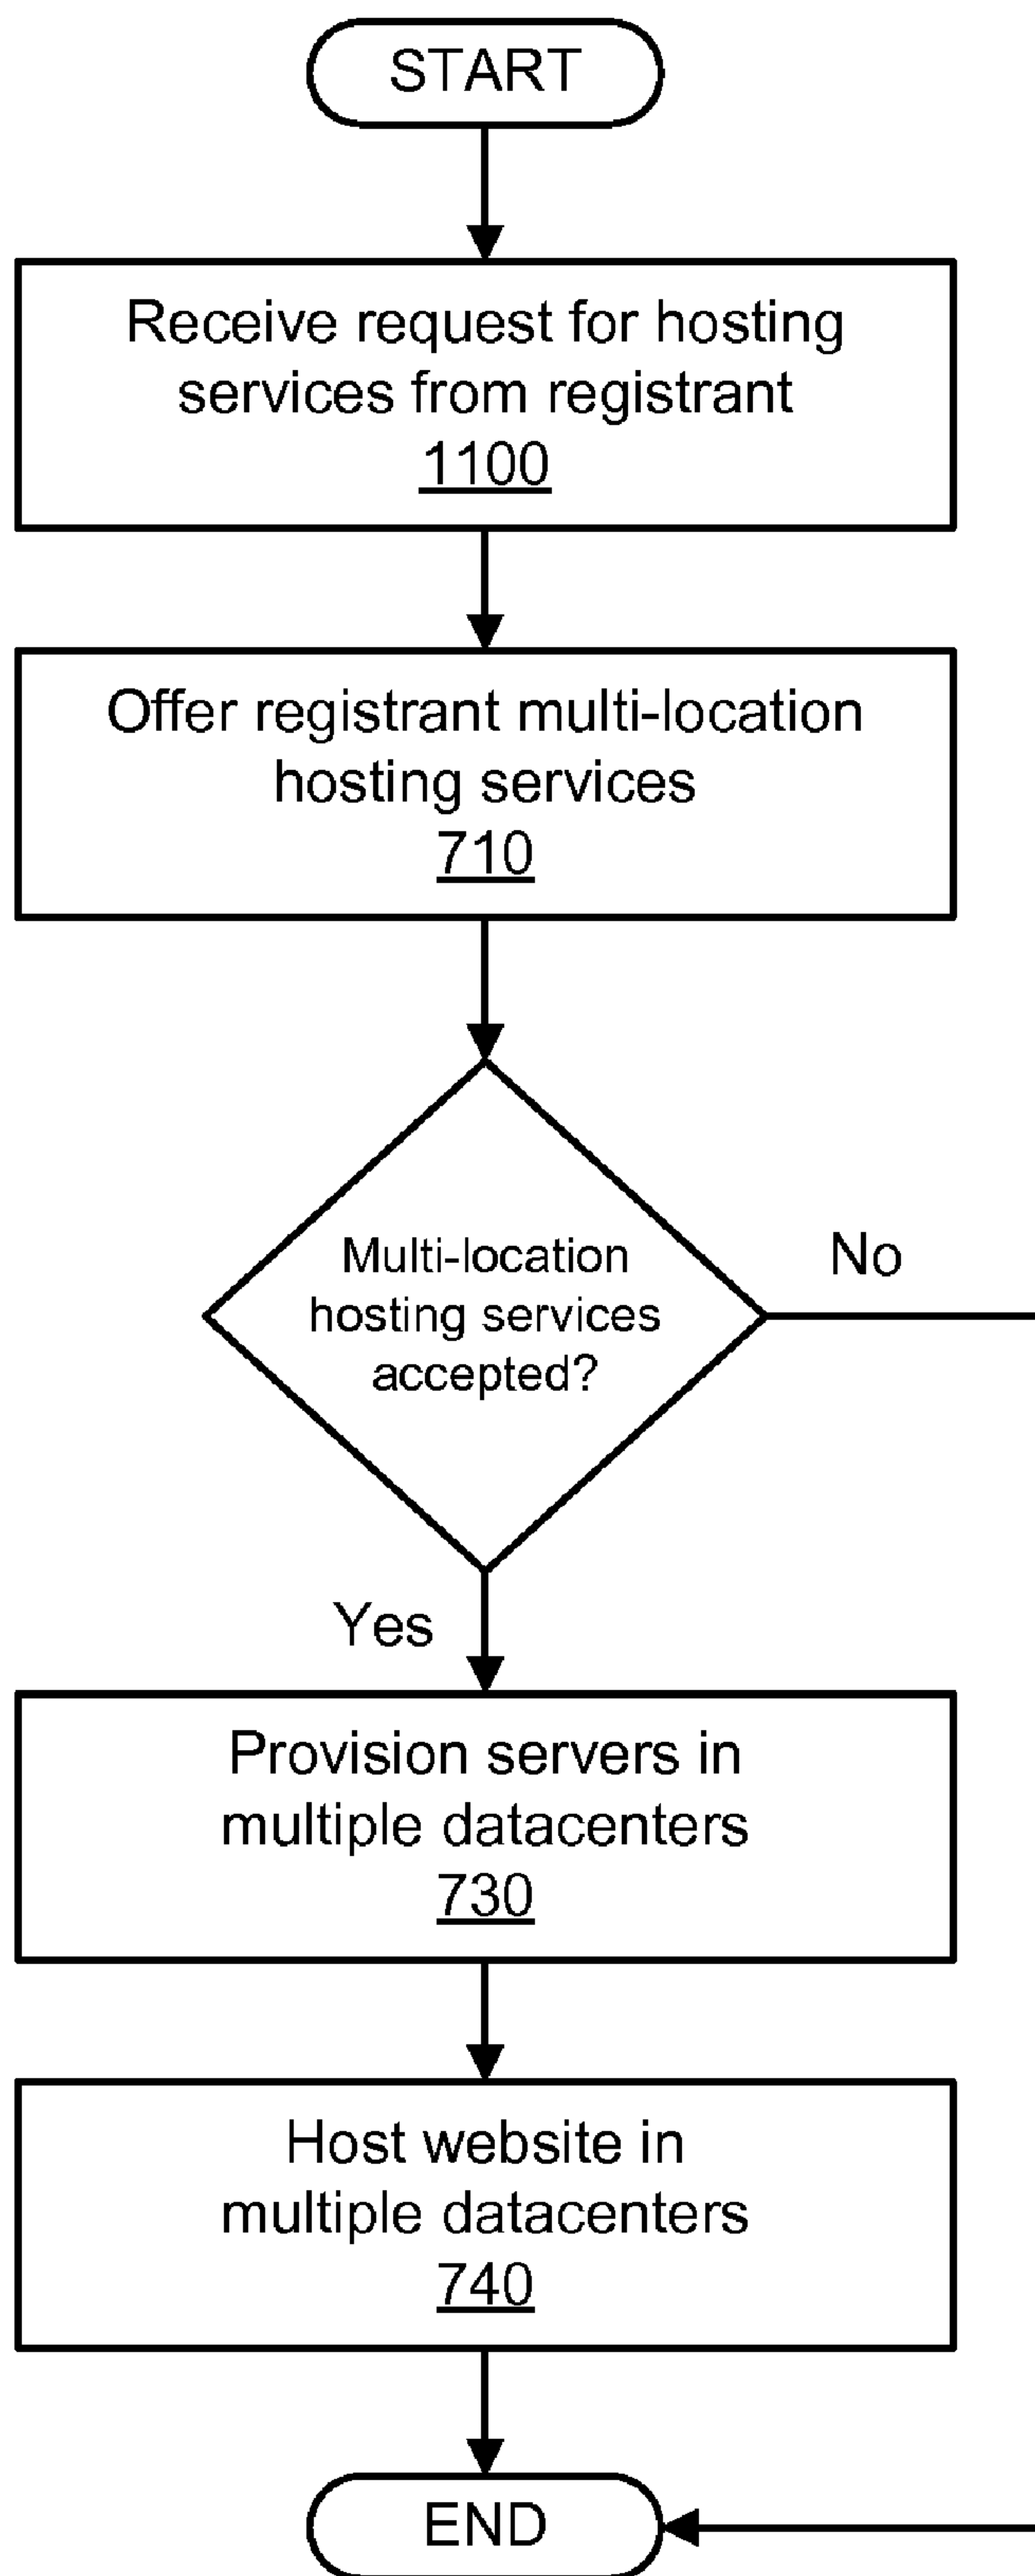 START
Receive request for hosting
services from registrant
1100
Offer registrant multi-location
hosting services
710
Multi-location
hosting services
accepted?
No
Yes
Provision servers in
multiple datacenters
730
Host website in
multiple datacenters
740
END